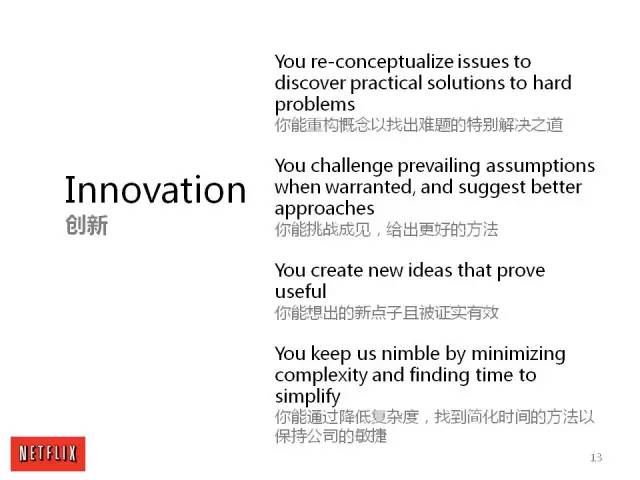 You re-conceptualize issues to
discover practical solutions to hard
problems
你能重构概念以找出难题的特别解决之道
Innovation
创新
You challenge prevailing assumptions
when warranted, and suggest better
approaches
你能挑战成见，给出更好的方法
You create new ideas that prove
useful
你能想出的新点子且被证实有效
You keep us nimble by minimizing
complexity and finding time to
simplify
你能通过降低复杂度，找到简化时间的方法以
保持公司的敏捷
NETFLIX
13